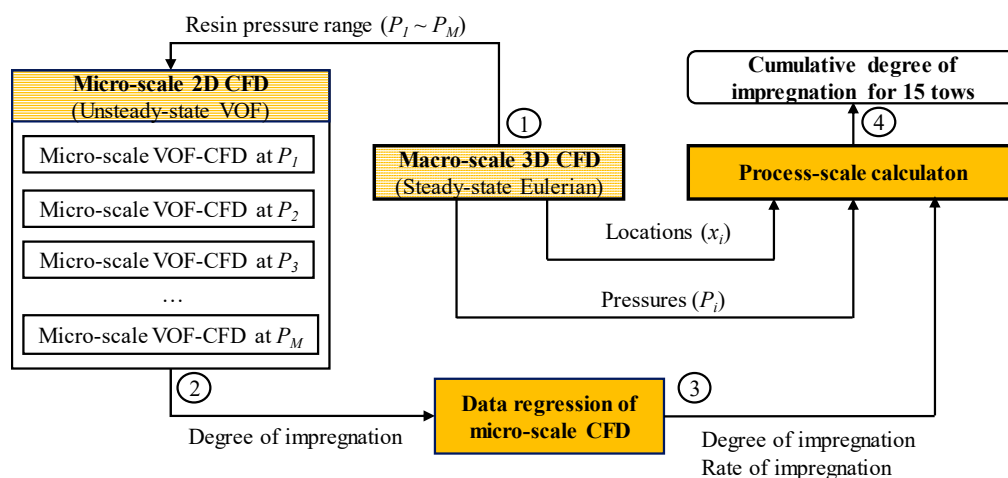 Resin pressure range (P1 ~ PM)
Micro-scale 2D CFD
(Unsteady-state VOF)
Micro-scale VOF-CFD at P1
Micro-scale VOF-CFD at P2
Micro-scale VOF-CFD at P3
…
Micro-scale VOF-CFD at PM
1
Macro-scale 3D CFD
(Steady-state Eulerian)
Cumulative degree of
impregnation for 15 tows
4
Process-scale calculaton
Locations (xi)
Pressures (Pi)
2
Degree of impregnation
Data regression of
micro-scale CFD
3
Degree of impregnation
Rate of impregnation